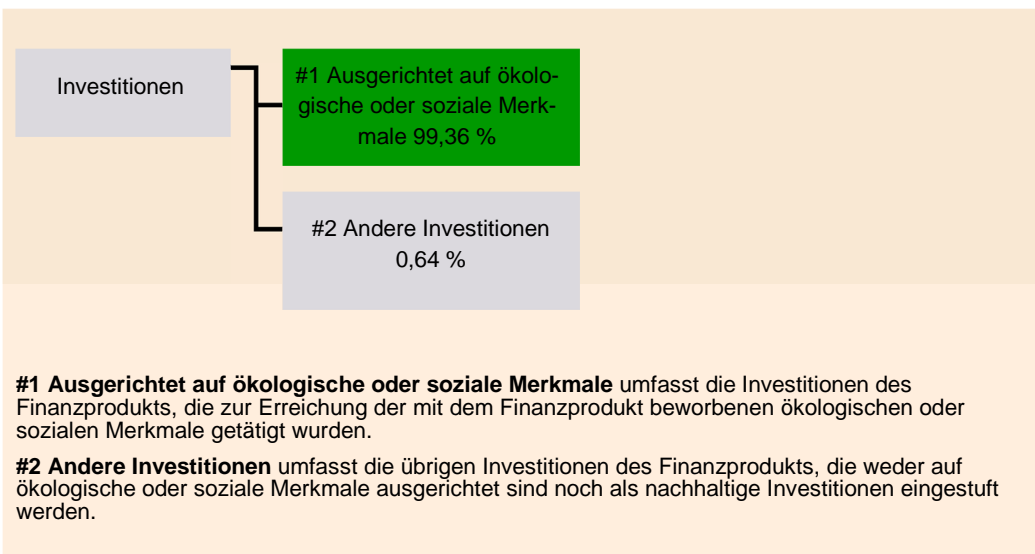 Investitionen
#1 Ausgerichtet auf ökolo-
gische oder soziale Merk-
male 99,36 %
#2 Andere Investitionen
0,64 %
#1 Ausgerichtet auf ökologische oder soziale Merkmale umfasst die Investitionen des
Finanzprodukts, die zur Erreichung der mit dem Finanzprodukt beworbenen ökologischen oder
sozialen Merkmale getätigt wurden.
#2 Andere Investitionen umfasst die übrigen Investitionen des Finanzprodukts, die weder auf
ökologische oder soziale Merkmale ausgerichtet sind noch als nachhaltige Investitionen eingestuft
werden.